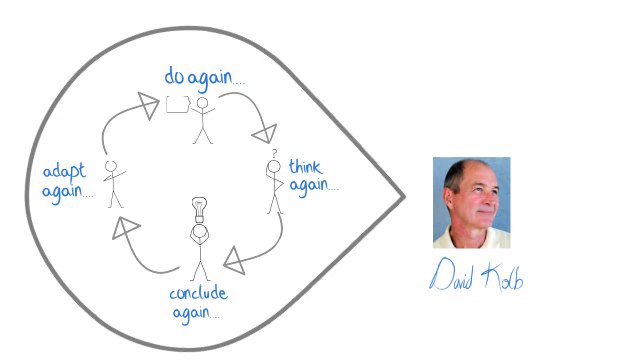 do again....
?
think
again....
adapt
again....
conclude
again....
David Kolb